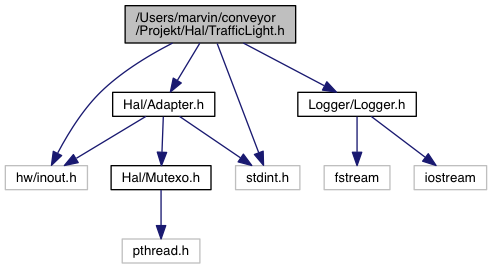 /Users/marvin/conveyor
/Projekt/Hal/TrafficLight.h
Hal/Adapter.h
Logger/Logger.h
hw/inout.h
Hal/Mutexo.h
stdint.h
fstream
iostream
pthread.h